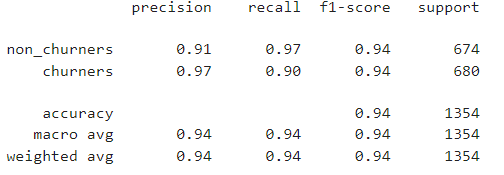 precision recall f1-score support
non_churners 0.91 0.97 0.94 674
churners 0.97 0.90 0.94 680
accuracy 0.94 1354
macro avg 0.94 0.94 0.94 1354
weighted avg 0.94 0.94 0.94 1354